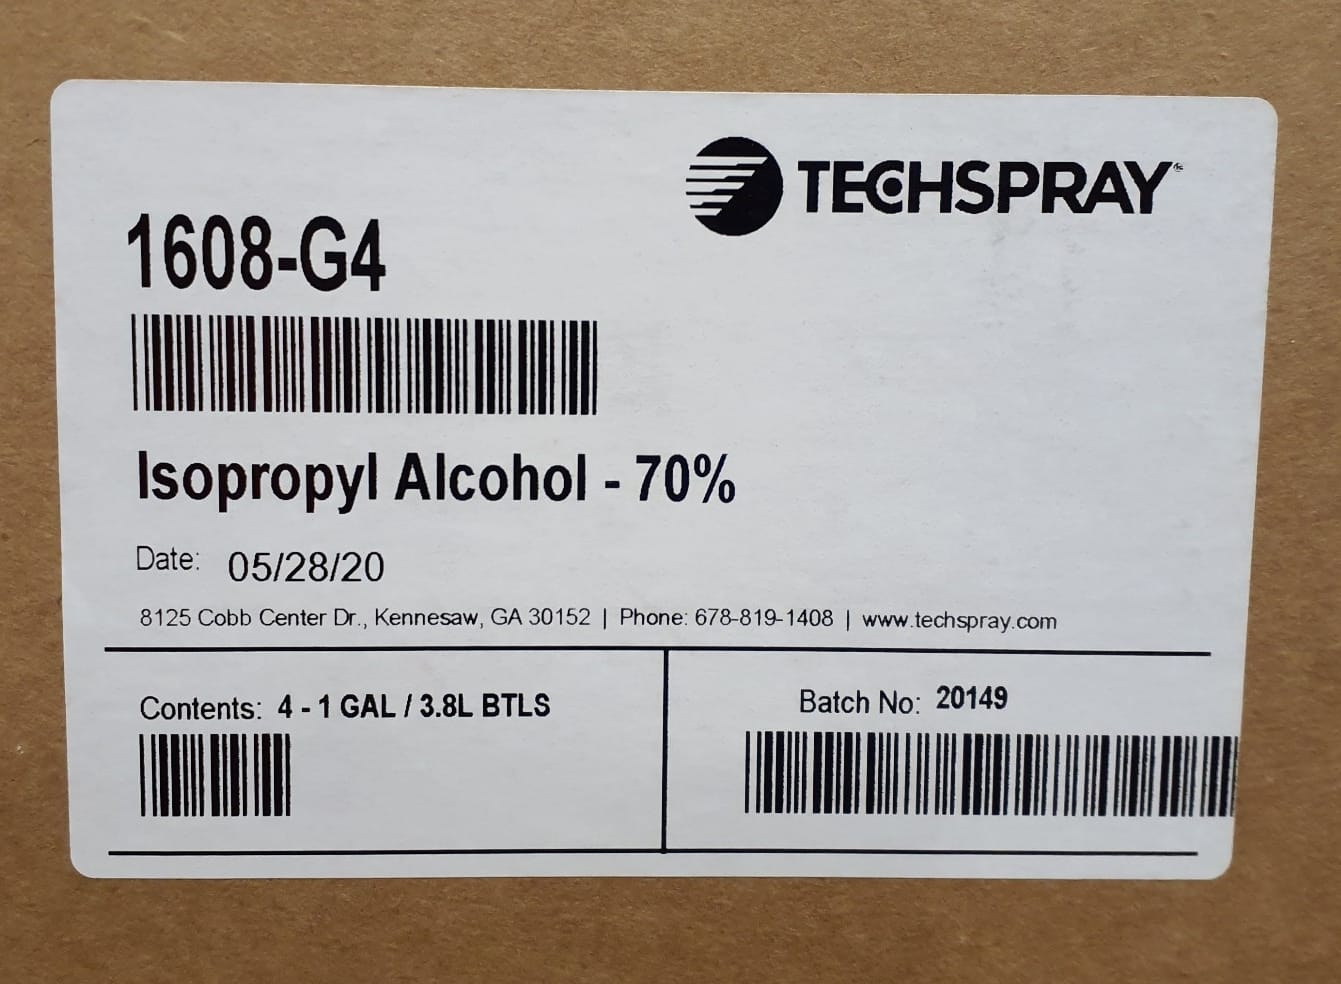 TECHSPRAY
1608-G4
Isopropyl Alcohol - 70%
Date: 05/28/20
8125 Cobb Center Dr., Kennesaw, GA 30152 | Phone: 678-819-1408 | www.techspray.com
Contents: 4 - 1 GAL / 3.8L BTLS
Batch No: 20149